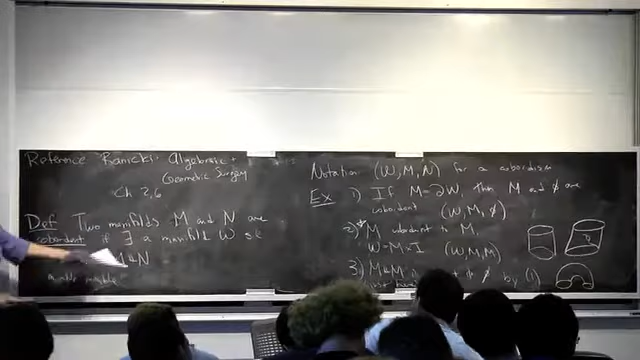 Reference "Ranicki: Algebraic +
Geometric Surgery
Ch 2,6
Def Two manifolds M and N are
cobordant if ∃ a manifold W s.t.
N
Notation (W, M, N) for a cobordism
Ex 1) If M = ∂W, Then M and ∅ are
cobordant (W, M, ∅)
2) M cobordant to M,
W = M × I (W, M, M)
3) by (1)